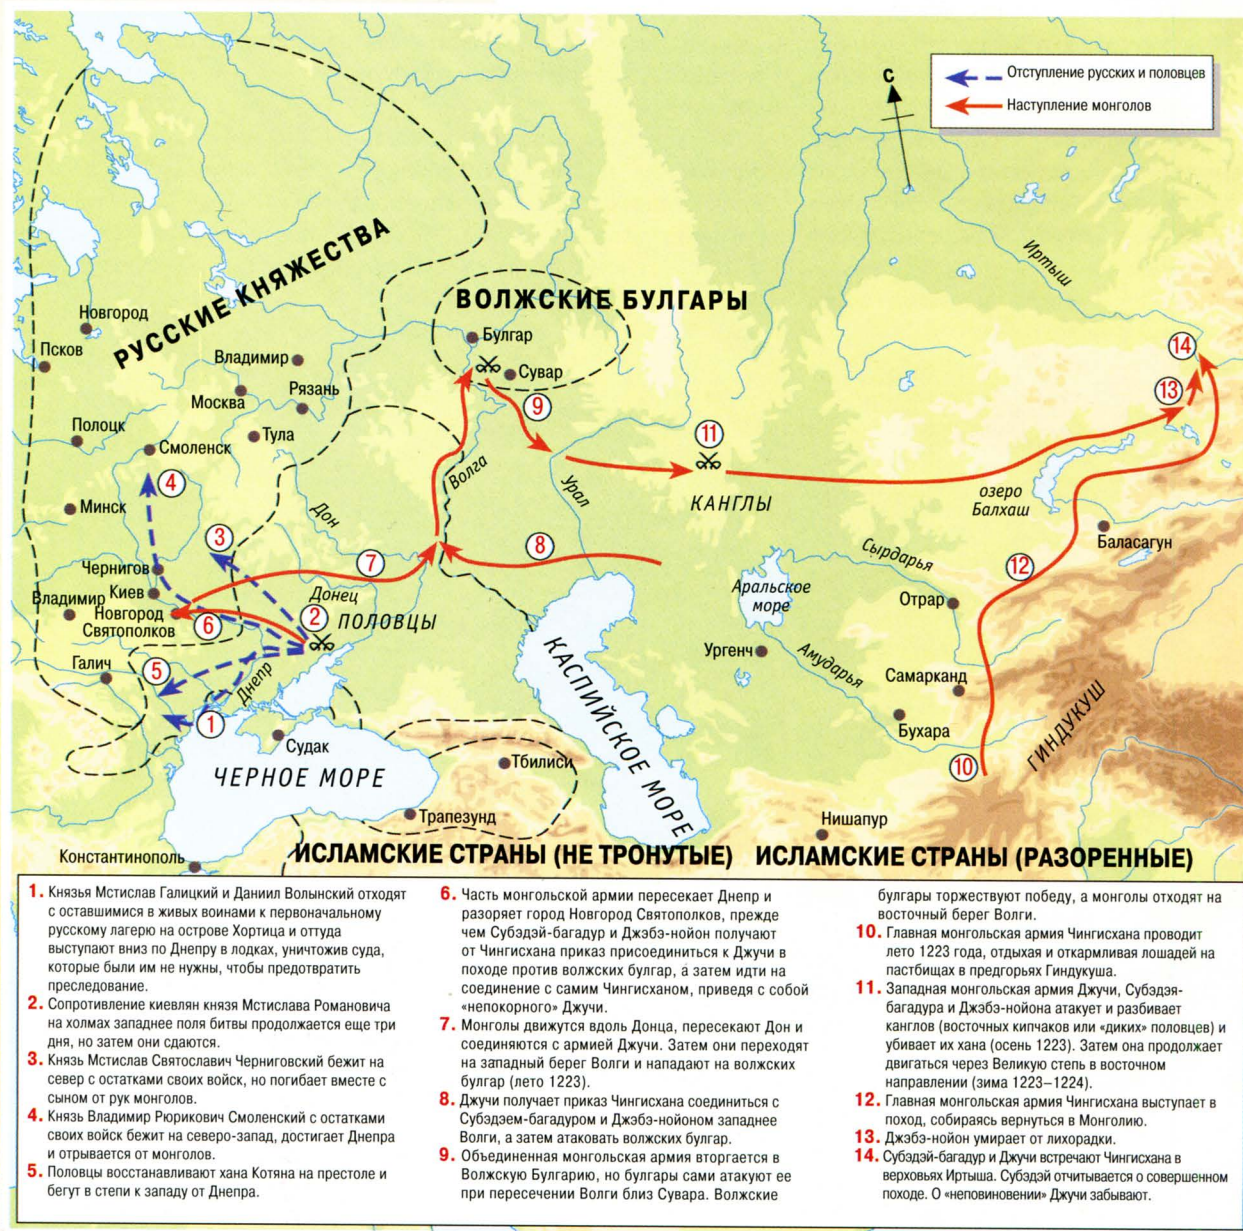 С
Отступление русских и половцев
Наступление монголов
РУССКИЕ КНЯЖЕСТВА
ВОЛЖСКИЕ БУЛГАРЫ
Иртыш
Новгород
Псков
Владимир
Москва
Рязань
Полоцк
Смоленск
Тула
Минск
Чернигов
Киев
Владимир
Новгород
Святополков
Галич
Булгар
Сувар
Волга
Дон
Донец
ПОЛОВЦЫ
Днепр
Урал
КАНГЛЫ
озеро
Балхаш
Баласагун
Сырдарья
Аральское
море
Отрар
Ургенч
Амударья
Самарканд
Бухара
ГИНДУКУШ
КАСПИЙСКОЕ МОРЕ
Судак
ЧЕРНОЕ МОРЕ
Тбилиси
Трапезунд
Константинополь
Нишапур
1
2
3
4
5
6
7
8
9
10
11
12
13
14
ИСЛАМСКИЕ СТРАНЫ (НЕ ТРОНУТЫЕ)
ИСЛАМСКИЕ СТРАНЫ (РАЗОРЕННЫЕ)
1. Князья Мстислав Галицкий и Даниил Волынский отходят
с оставшимися в живых воинами к первоначальному
русскому лагерю на острове Хортица и оттуда
выступают вниз по Днепру в лодках, уничтожив суда,
которые были им не нужны, чтобы предотвратить
преследование.
2. Сопротивление киевлян князя Мстислава Романовича
на холмах западнее поля битвы продолжается еще три
дня, но затем они сдаются.
3. Князь Мстислав Святославич Черниговский бежит на
север с остатками своих войск, но погибает вместе с
сыном от рук монголов.
4. Князь Владимир Рюрикович Смоленский с остатками
своих войск бежит на северо-запад, достигает Днепра
и отрывается от монголов.
5. Половцы восстанавливают хана Котяна на престоле и
бегут в степи к западу от Днепра.
6. Часть монгольской армии пересекает Днепр и
разоряет город Новгород Святополков, прежде
чем Субэдэй-багадур и Джэбэ-нойон получают
от Чингисхана приказ присоединиться к Джучи в
походе против волжских булгар, а затем идти на
соединение с самим Чингисханом, приведя с собой
«непокорного» Джучи.
7. Монголы движутся вдоль Донца, пересекают Дон и
соединяются с армией Джучи. Затем они переходят
на западный берег Волги и нападают на волжских
булгар (лето 1223).
8. Джучи получает приказ Чингисхана соединиться с
Субэдэем-багадуром и Джэбэ-нойоном западнее
Волги, а затем атаковать волжских булгар.
9. Объединенная монгольская армия вторгается в
Волжскую Булгарию, но булгары сами атакуют ее
при пересечении Волги близ Сувара. Волжские
булгары торжествуют победу, а монголы отходят на
восточный берег Волги.
10. Главная монгольская армия Чингисхана проводит
лето 1223 года, отдыхая и откармливая лошадей на
пастбищах в предгорьях Гиндукуша.
11. Западная монгольская армия Джучи, Субэдэя-
багадура и Джэбэ-нойона атакует и разбивает
канглов (восточных кипчаков или «диких» половцев) и
убивает их хана (осень 1223). Затем она продолжает
двигаться через Великую степь в восточном
направлении (зима 1223–1224).
12. Главная монгольская армия Чингисхана выступает в
поход, собираясь вернуться в Монголию.
13. Джэбэ-нойон умирает от лихорадки.
14. Субэдэй-багадур и Джучи встречают Чингисхана в
верховьях Иртыша. Субэдэй отчитывается о совершенном
походе. О «неповиновении» Джучи забывают.